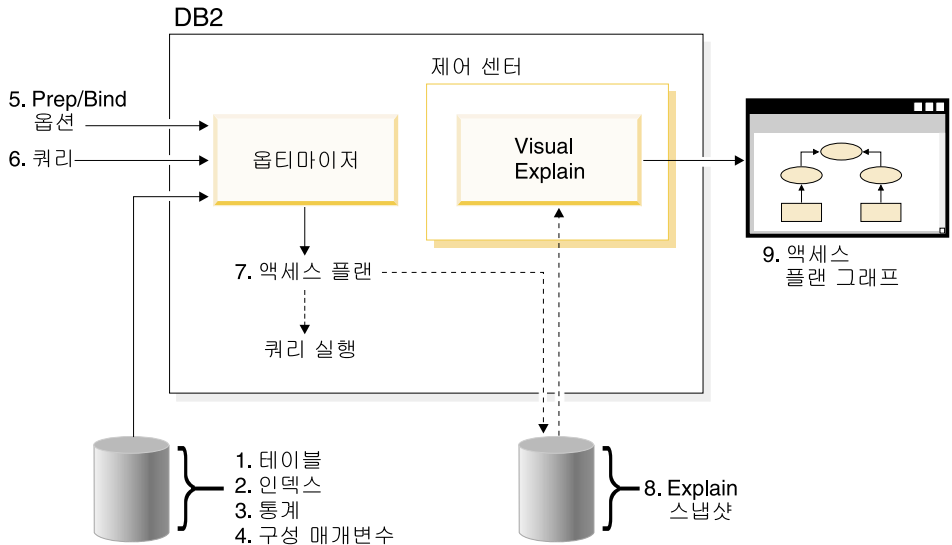 DB2
제어 센터
5. Prep/Bind
옵션
6. 쿼리
옵티마이저
Visual
Explain
7. 액세스 플랜
쿼리 실행
9. 액세스
플랜 그래프
1. 테이블
2. 인덱스
3. 통계
4. 구성 매개변수
8. Explain
스냅샷